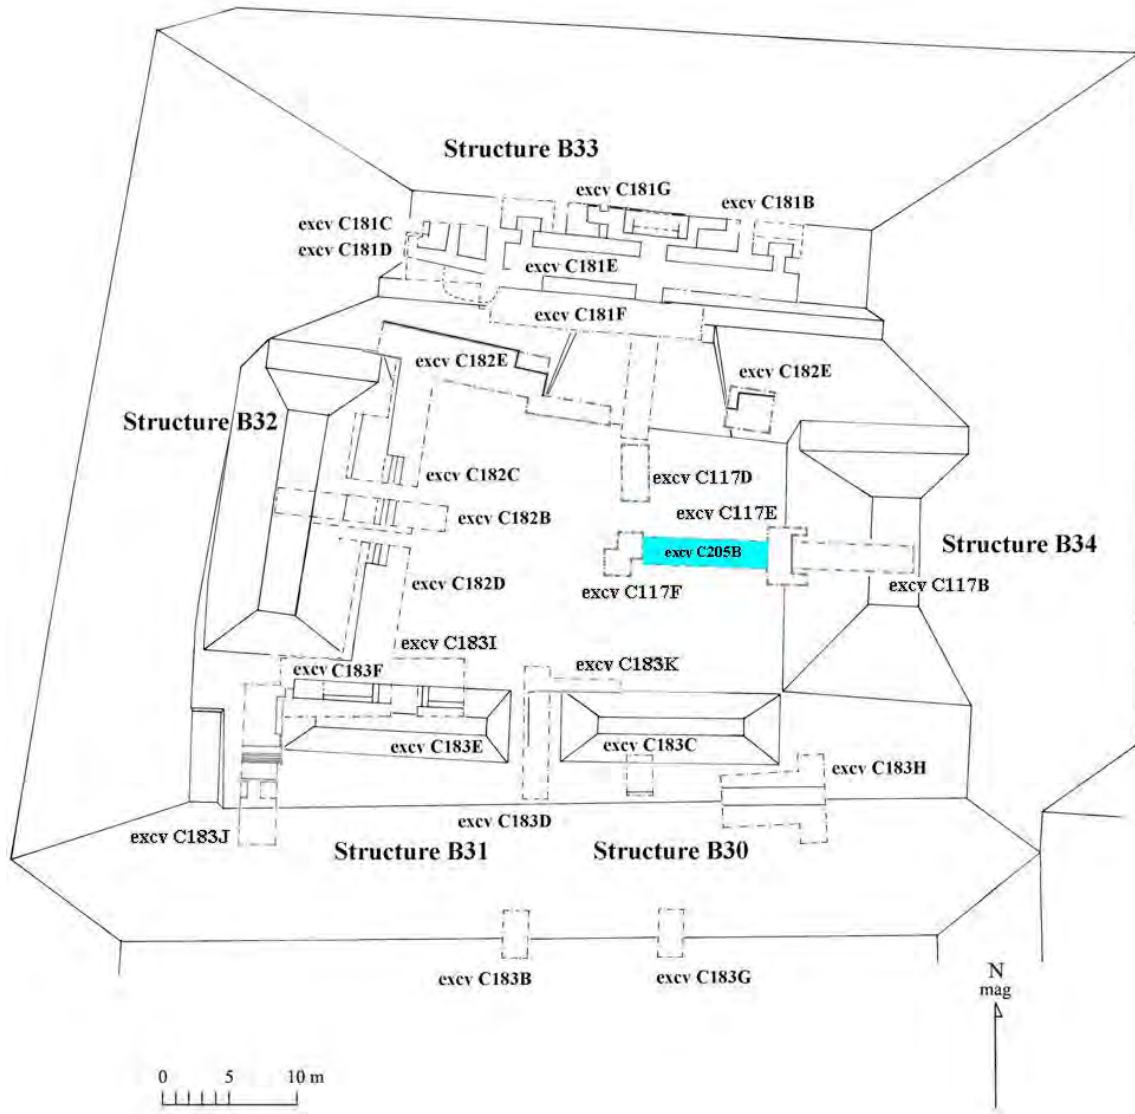 Structure B33
excv C181G
excv C181B
excv C181C
excv C181D
excv C181E
excv C181F
excv C182E
excv C182E
Structure B32
excv C182C
excv C117D
excv C117E
excv C182B
Structure B34
excv C205B
excv C182D
excv C117F
excv C117B
excv C183I
excv C183F
excv C183K
excv C183E
excv C183C
excv C183H
excv C183D
excv C183J
Structure B31
Structure B30
excv C183B
excv C183G
N
mag
0 5 10 m